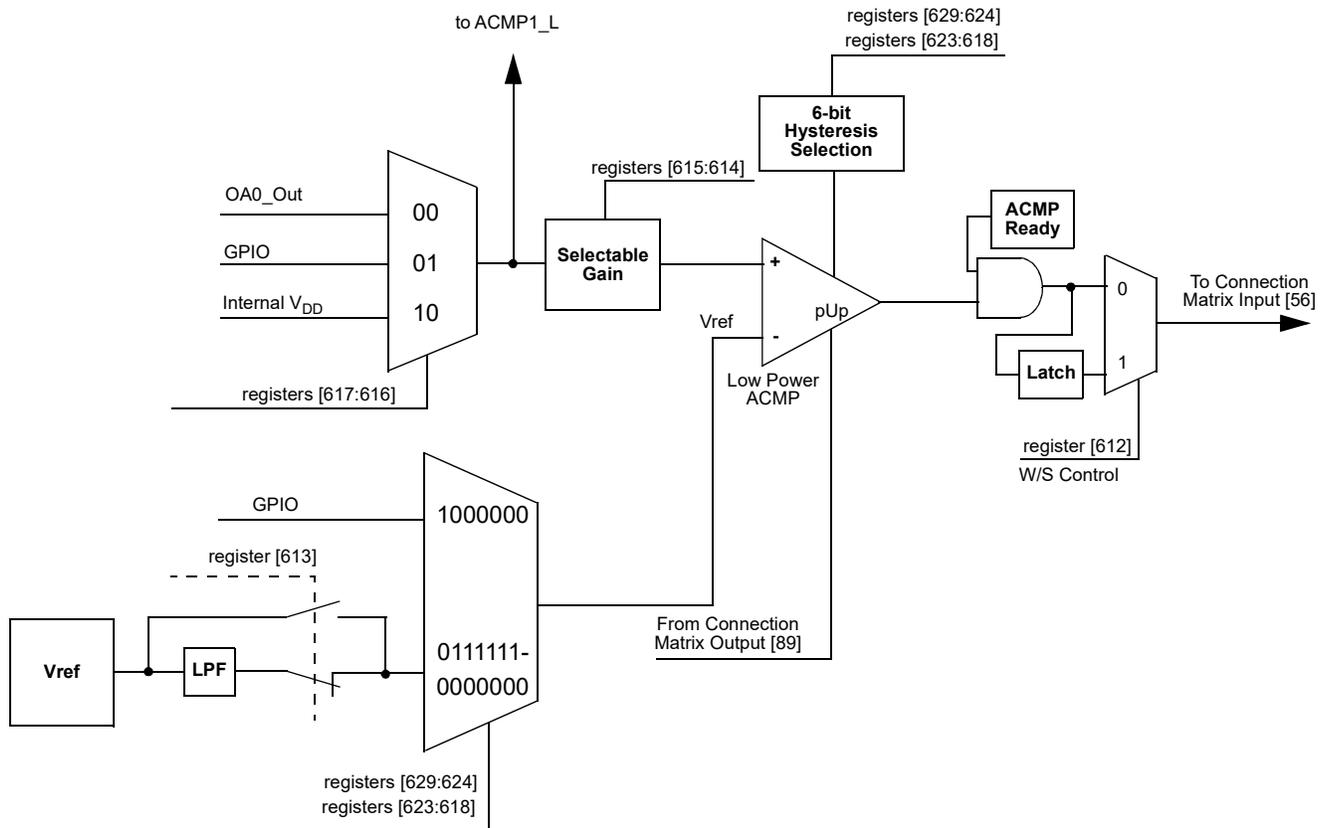 to ACMP1_L
registers [629:624]
registers [623:618]
6-bit
Hysteresis
Selection
registers [615:614]
OA0_Out
00
GPIO
01
Internal VDD
10
Selectable
Gain
ACMP
Ready
+
Vref
-
pUp
Low Power
ACMP
0
To Connection
Matrix Input [56]
Latch
1
registers [617:616]
register [612]
W/S Control
GPIO
1000000
register [613]
Vref
LPF
0111111-
0000000
From Connection
Matrix Output [89]
registers [629:624]
registers [623:618]